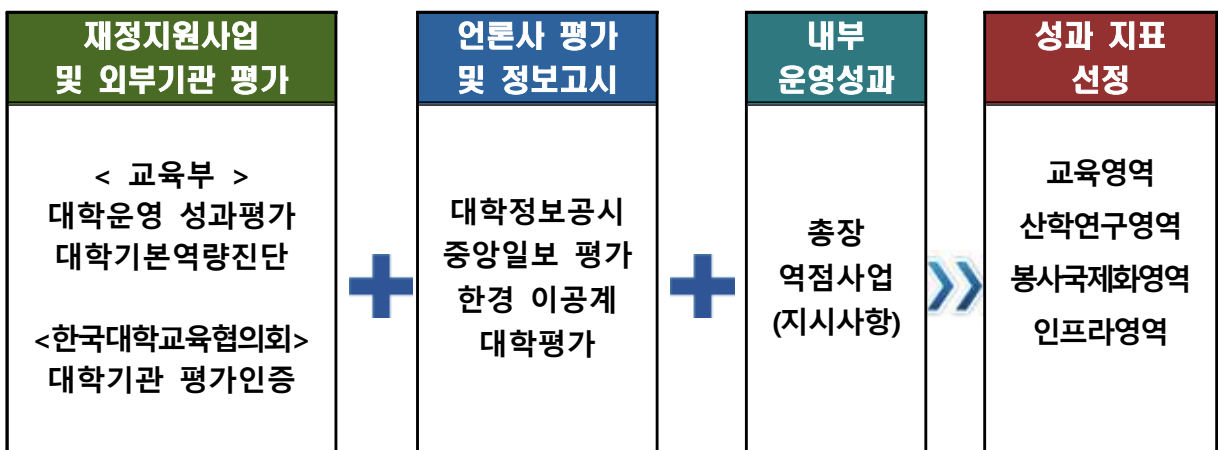 재정지원사업
및 외부기관 평가
< 교육부 >
대학운영 성과평가
대학기본역량진단
<한국대학교육협의회>
대학기관 평가인증
언론사 평가
및 정보고시
대학정보공시
중앙일보 평가
한경 이공계
대학평가
내부
운영성과
총장
역점사업
(지시사항)
성과 지표
선정
교육영역
산학연구영역
봉사국제화영역
인프라영역